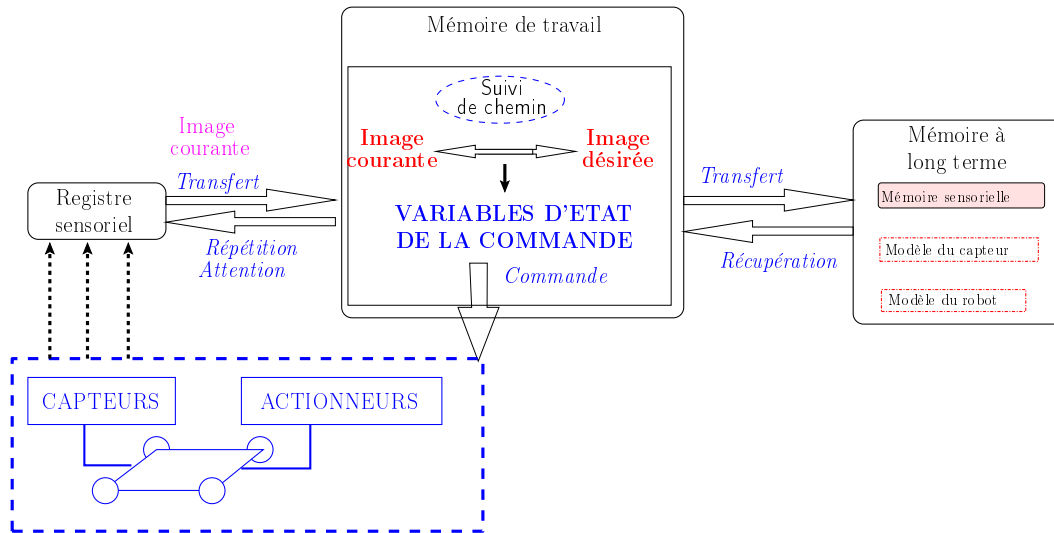 Mémoire de travail
Suivi
de chemin
Image
courante
Image
désirée
VARIABLES D'ETAT
DE LA COMMANDE
Commande
Image
courante
Transfert
Registre
sensoriel
Répétition
Attention
Transfert
Récupération
Mémoire à
long terme
Mémoire sensorielle
Modèle du capteur
Modèle du robot
CAPTEURS
ACTIONNEURS